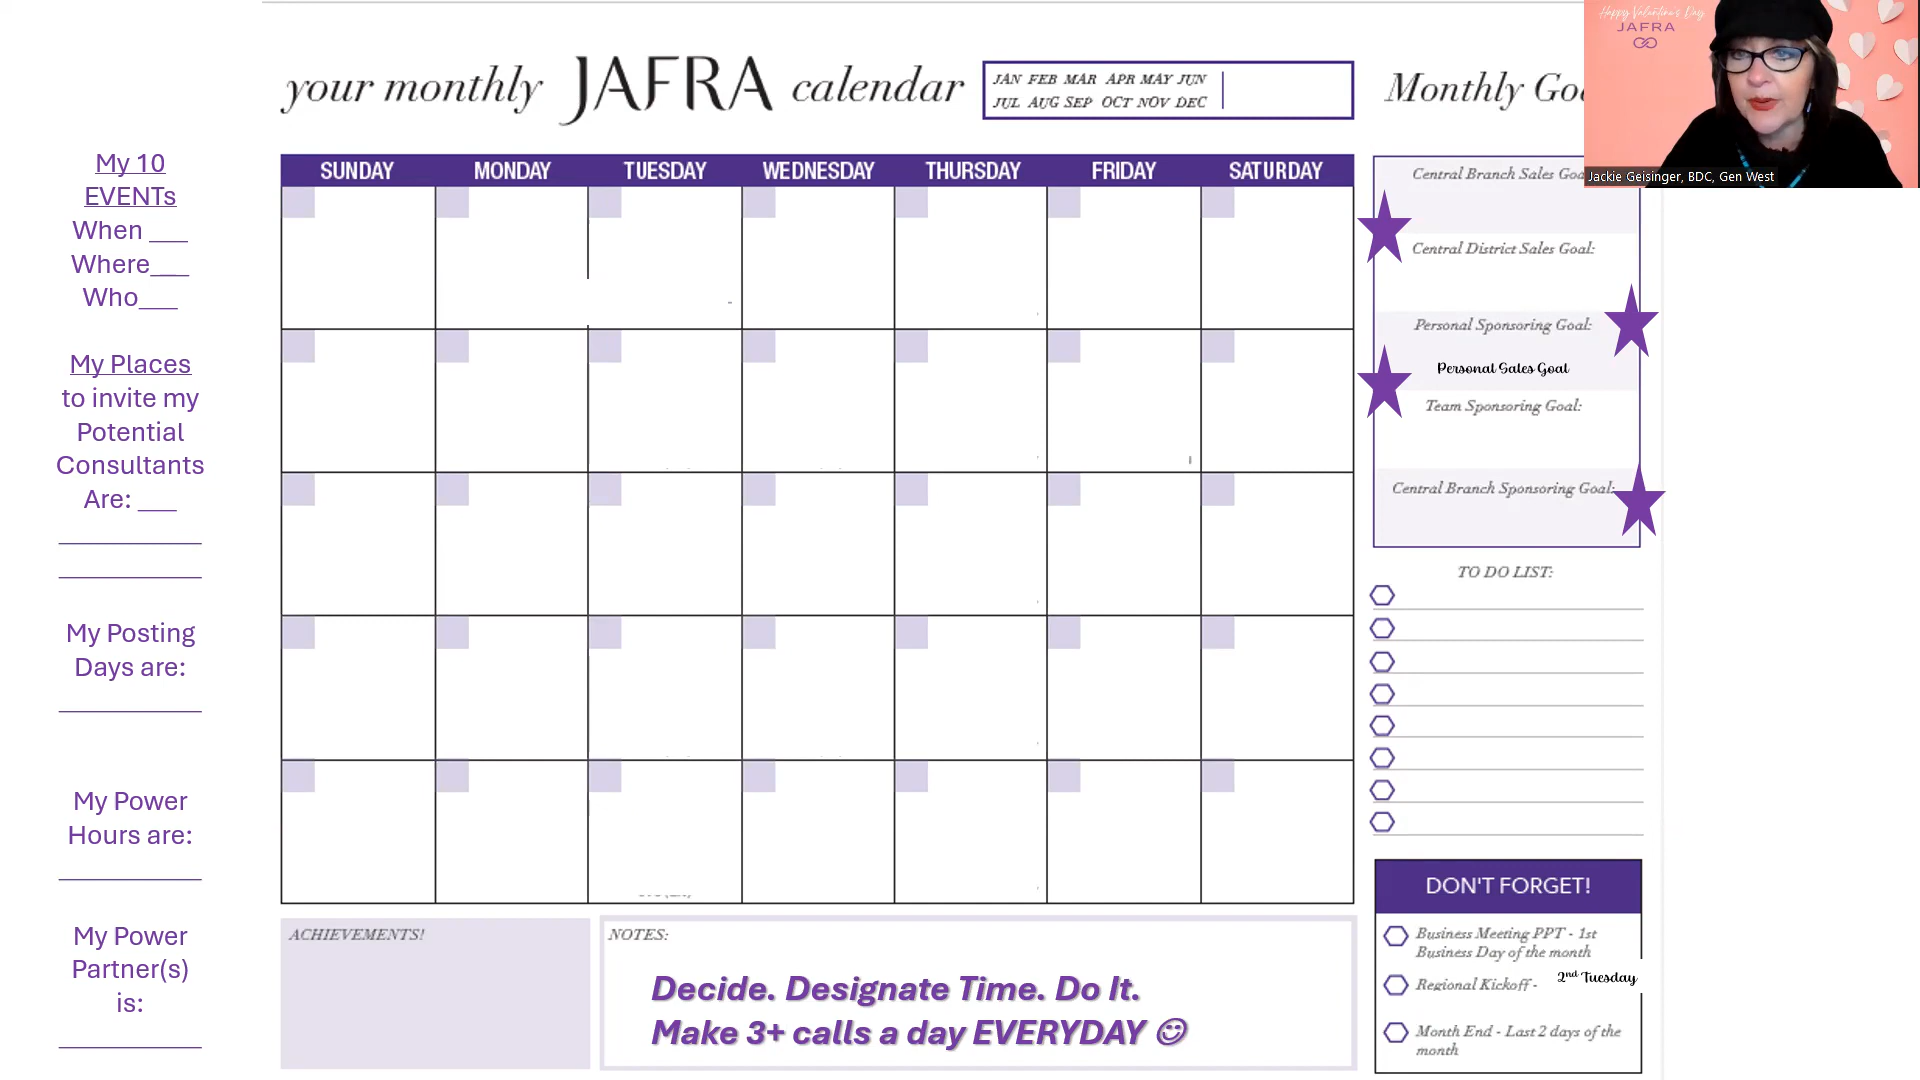 your monthly JAFRA calendar
JAN FEB MAR APR MAY JUN
JUL AUG SEP OCT NOV DEC
Monthly
Happy Valentine's Day
JAFRA
Jackie Geisinger, BDC, Gen West
My 10
EVENTs
When ___
Where___
Who___
My Places
to invite my
Potential
Consultants
Are: ___
My Posting
Days are:
My Power
Hours are:
My Power
Partner(s)
is:
SUNDAY MONDAY TUESDAY WEDNESDAY THURSDAY FRIDAY SATURDAY
Central Branch Sales
Central District Sales Goal:
Personal Sponsoring Goal:
Personal Sales Goal
Team Sponsoring Goal:
Central Branch Sponsoring Goal:
TO DO LIST:
DON'T FORGET!
Business Meeting PPT - 1st
Business Day of the month
Regional Kickoff - 2nd Tuesday
Month End - Last 2 days of the
month
ACHIEVEMENTS!
NOTES:
Decide. Designate Time. Do It.
Make 3+ calls a day EVERYDAY ☺